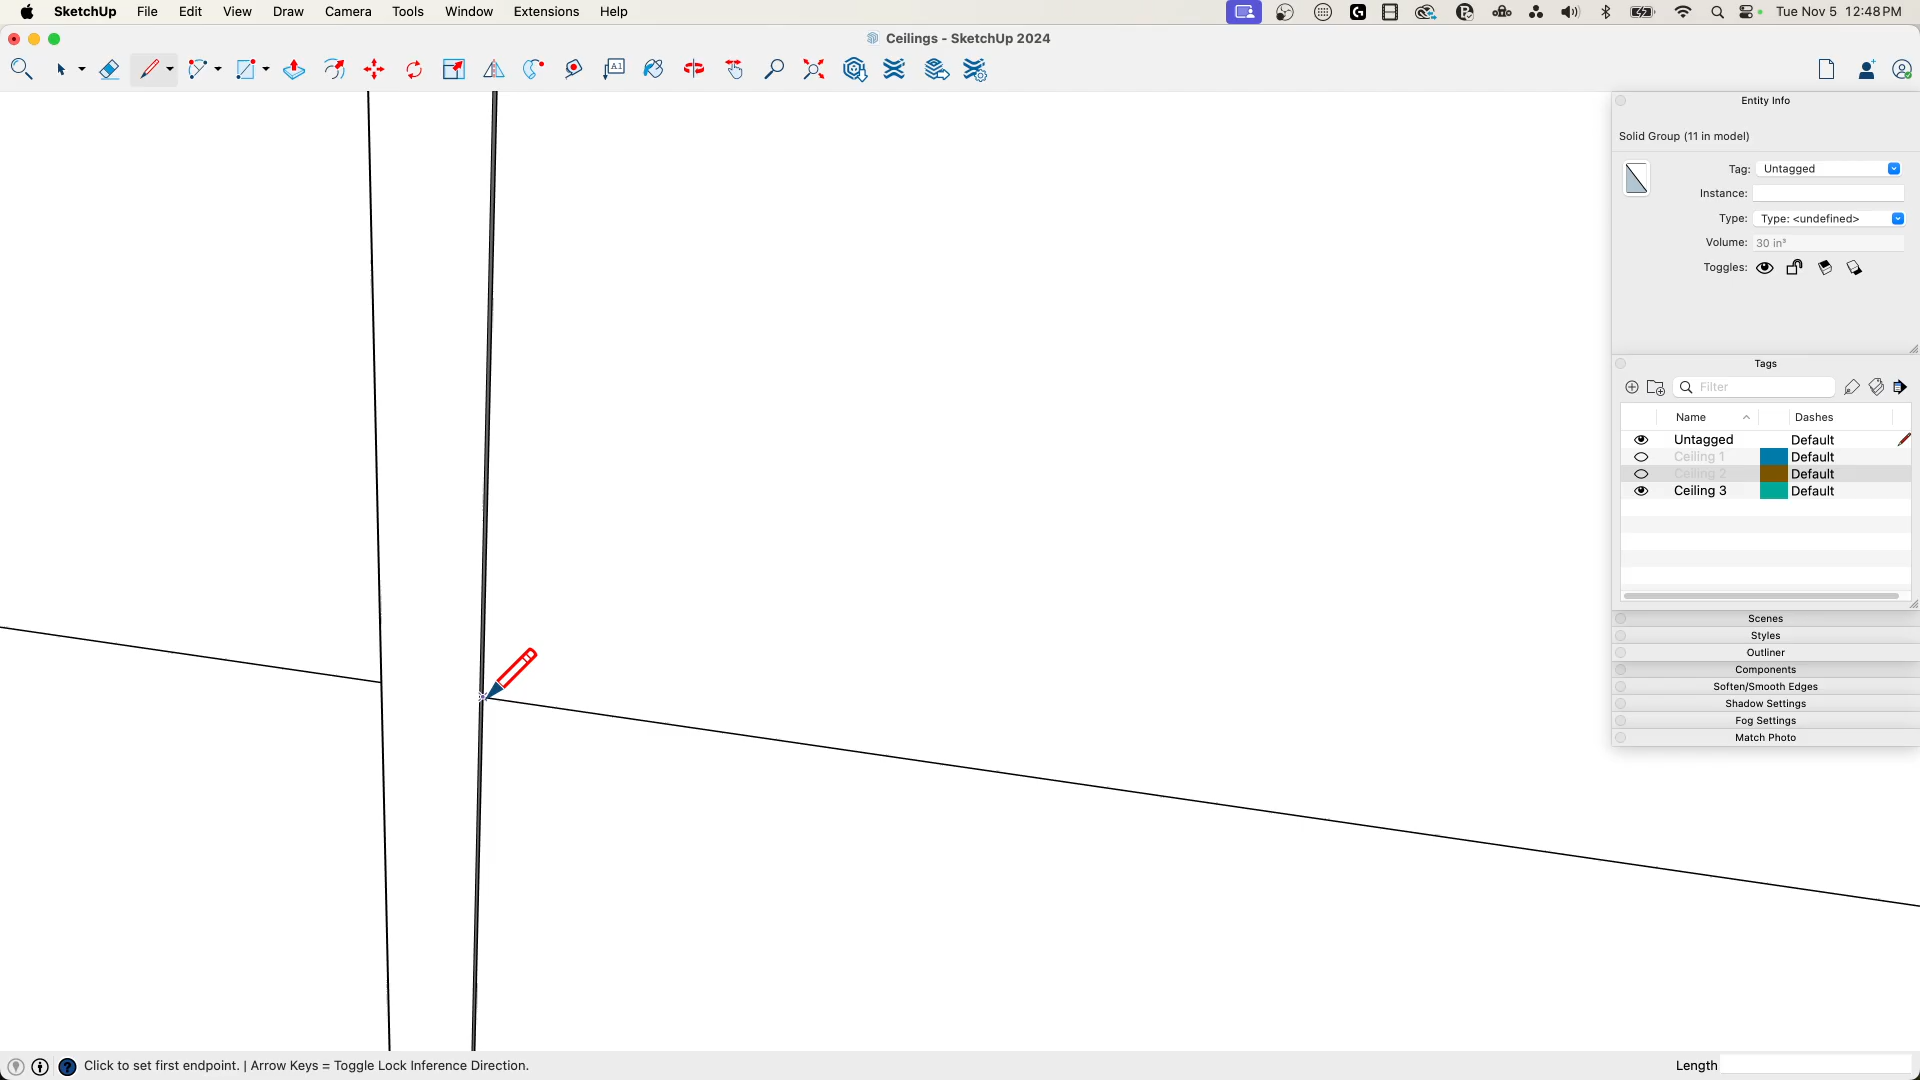 SketchUp File Edit View Draw Camera Tools Window Extensions Help Tue Nov 5 12:48 PM
Ceilings - SketchUp 2024
A1
Entity Info
Solid Group (11 in model)
Tag: Untagged
Instance:
Type: Type: <undefined>
Volume: 30 in³
Toggles:
Tags
Filter
Name Dashes
Untagged Default
Ceiling 1 Default
Ceiling 2 Default
Ceiling 3 Default
Scenes
Styles
Outliner
Components
Soften/Smooth Edges
Shadow Settings
Fog Settings
Match Photo
Click to set first endpoint. | Arrow Keys = Toggle Lock Inference Direction. Length